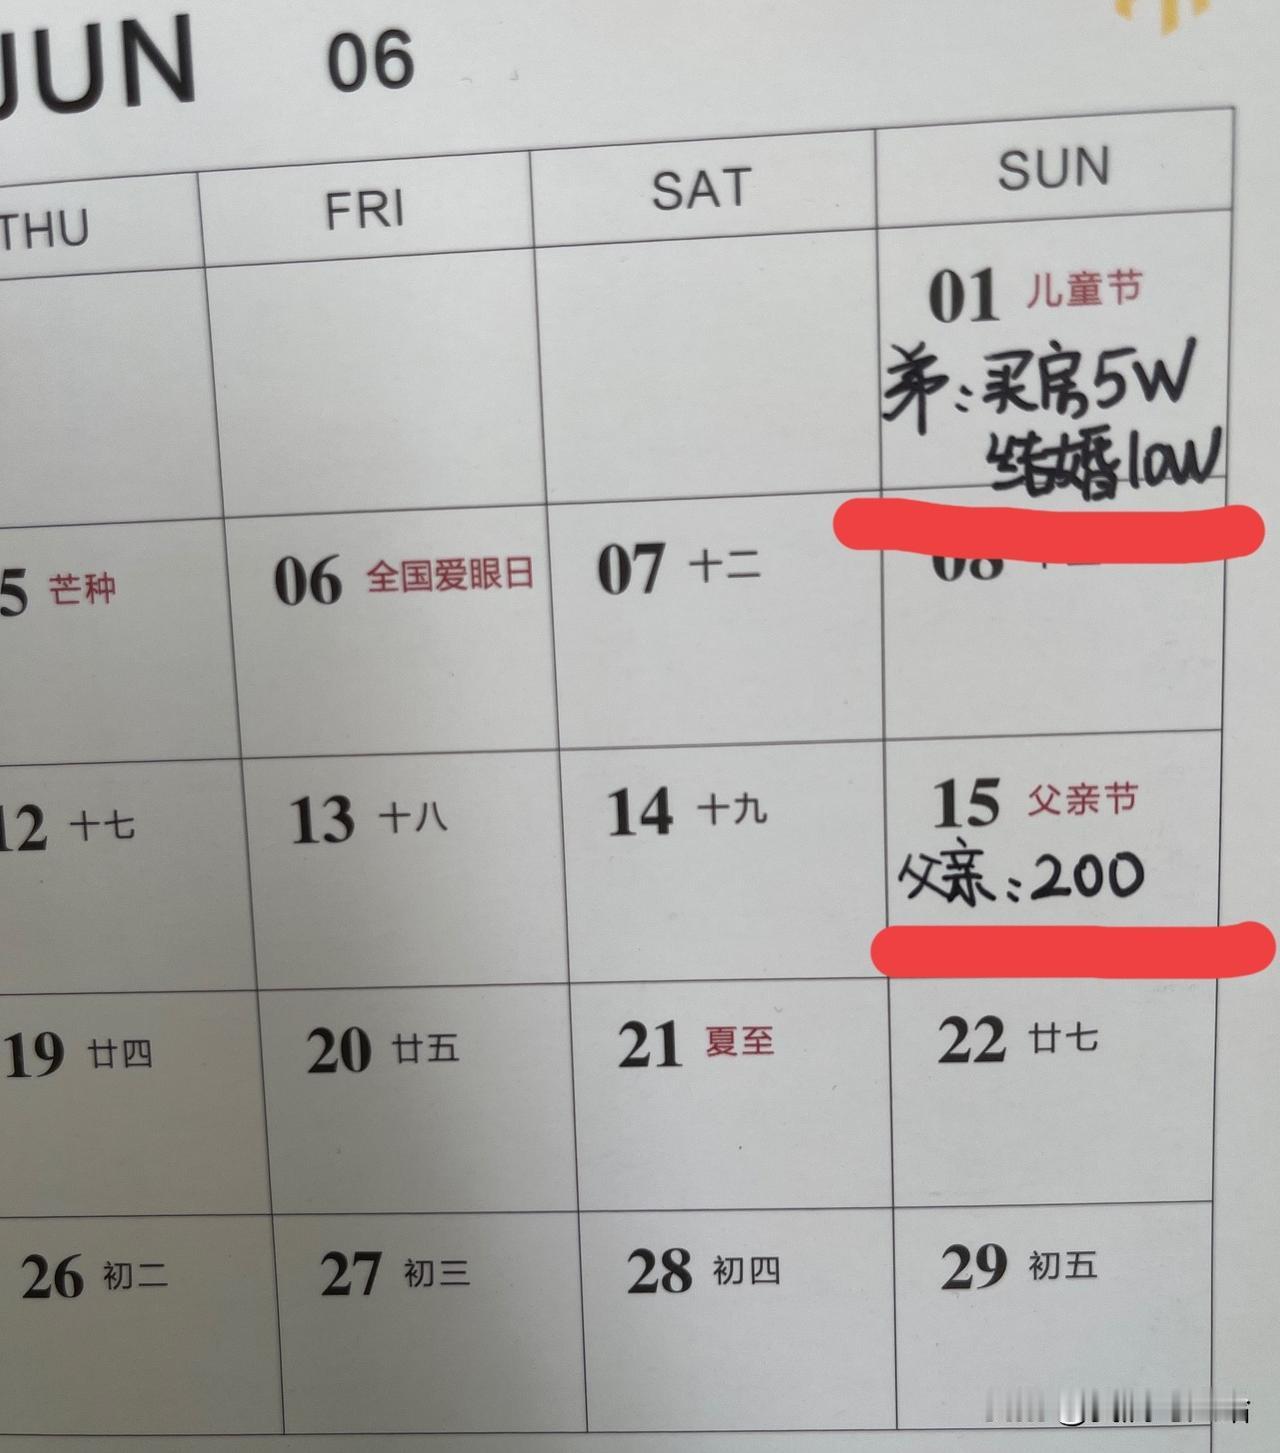 JUN 06
THU FRI SAT SUN
01 儿童节
弟：买房5W
结婚10W
5 芒种 06 全国爱眼日 07 十二 08
12 十七 13 十八 14 十九 15 父亲节
父亲：200
19 廿四 20 廿五 21 夏至 22 廿七
26 初二 27 初三 28 初四 29 初五